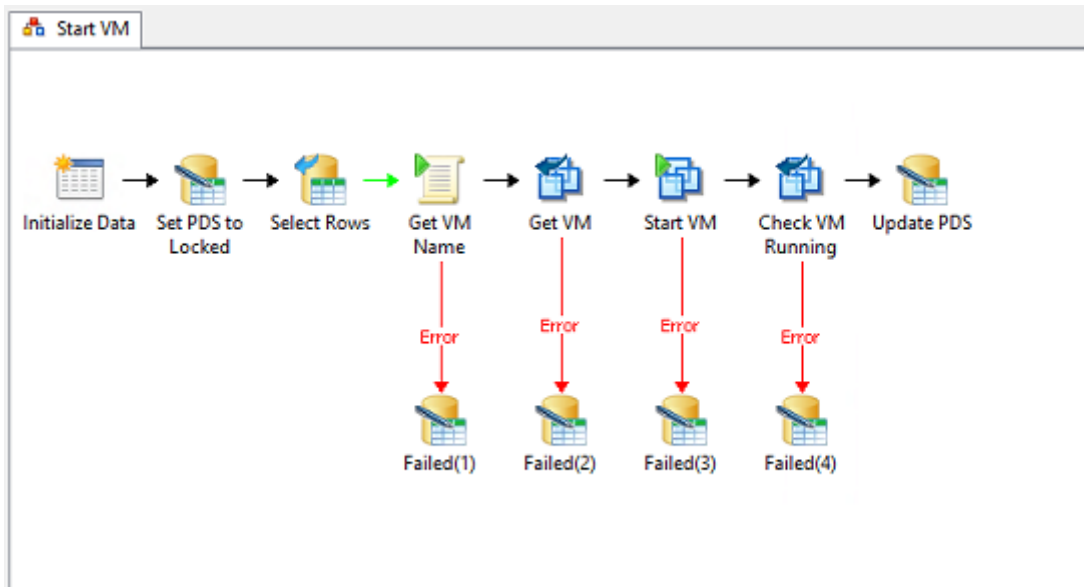 Start VM
Initialize Data
Set PDS to
Locked
Select Rows
Get VM
Name
Get VM
Start VM
Check VM
Running
Update PDS
Error
Error
Error
Error
Failed(1)
Failed(2)
Failed(3)
Failed(4)